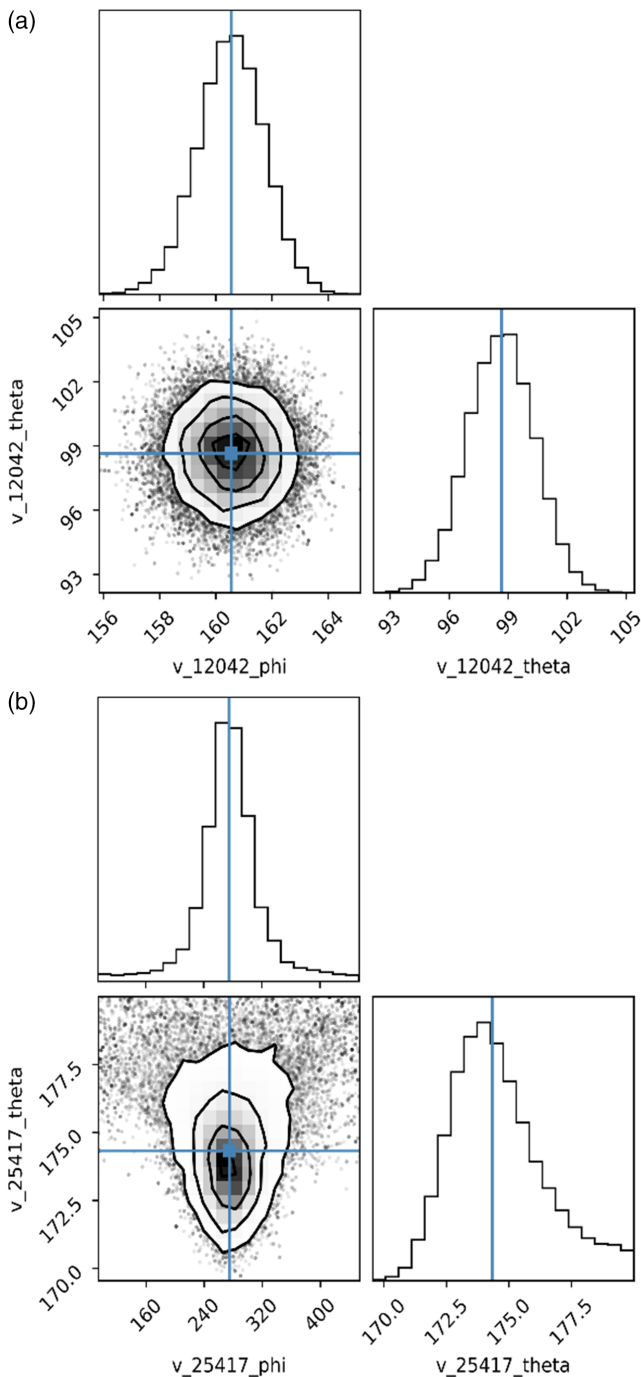 (a)
105
102
99
96
93
v_12042_theta
156 158 160 162 164
93 96 99 102 105
v_12042_phi v_12042_theta
(b)
177.5
175.0
172.5
170.0
v_25417_theta
160 240 320 400
170.0 172.5 175.0 177.5
v_25417_phi v_25417_theta